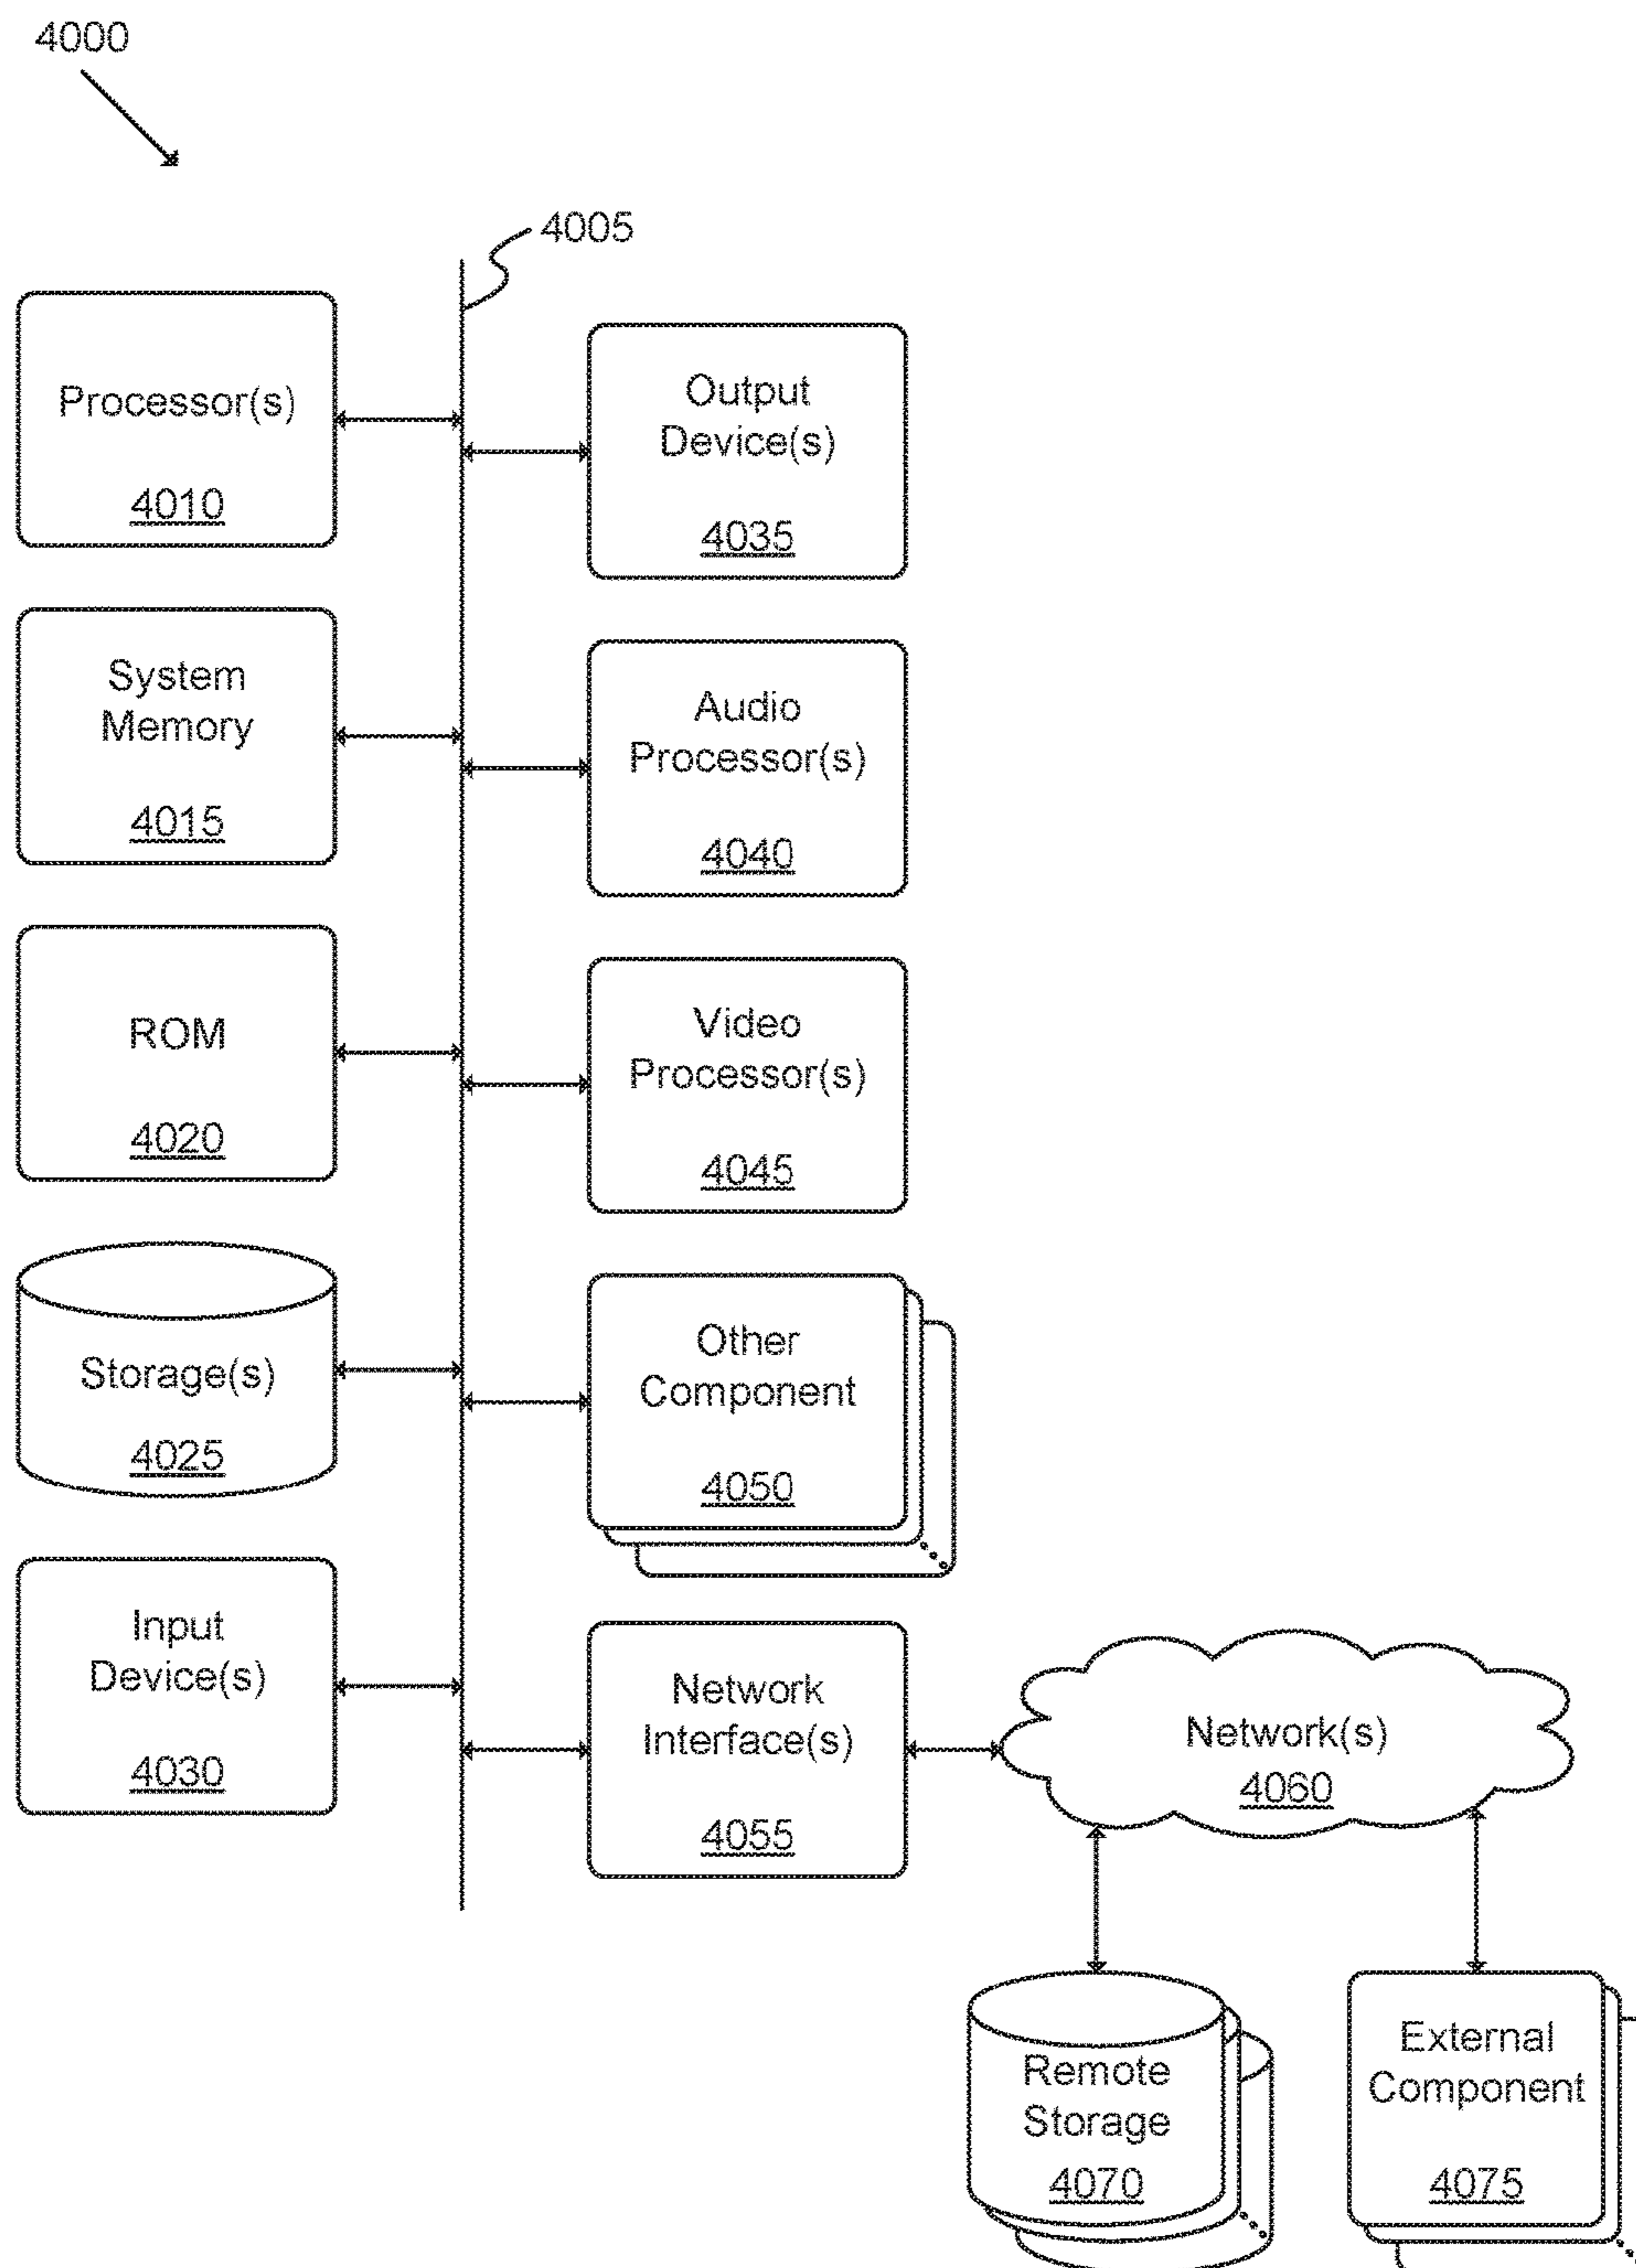 4000
4005
Processor(s)
4010
Output
Device(s)
4035
System
Memory
4015
Audio
Processor(s)
4040
ROM
4020
Video
Processor(s)
4045
Storage(s)
4025
Other
Component
4050
Input
Device(s)
4030
Network
Interface(s)
4055
Network(s)
4060
Remote
Storage
4070
External
Component
4075